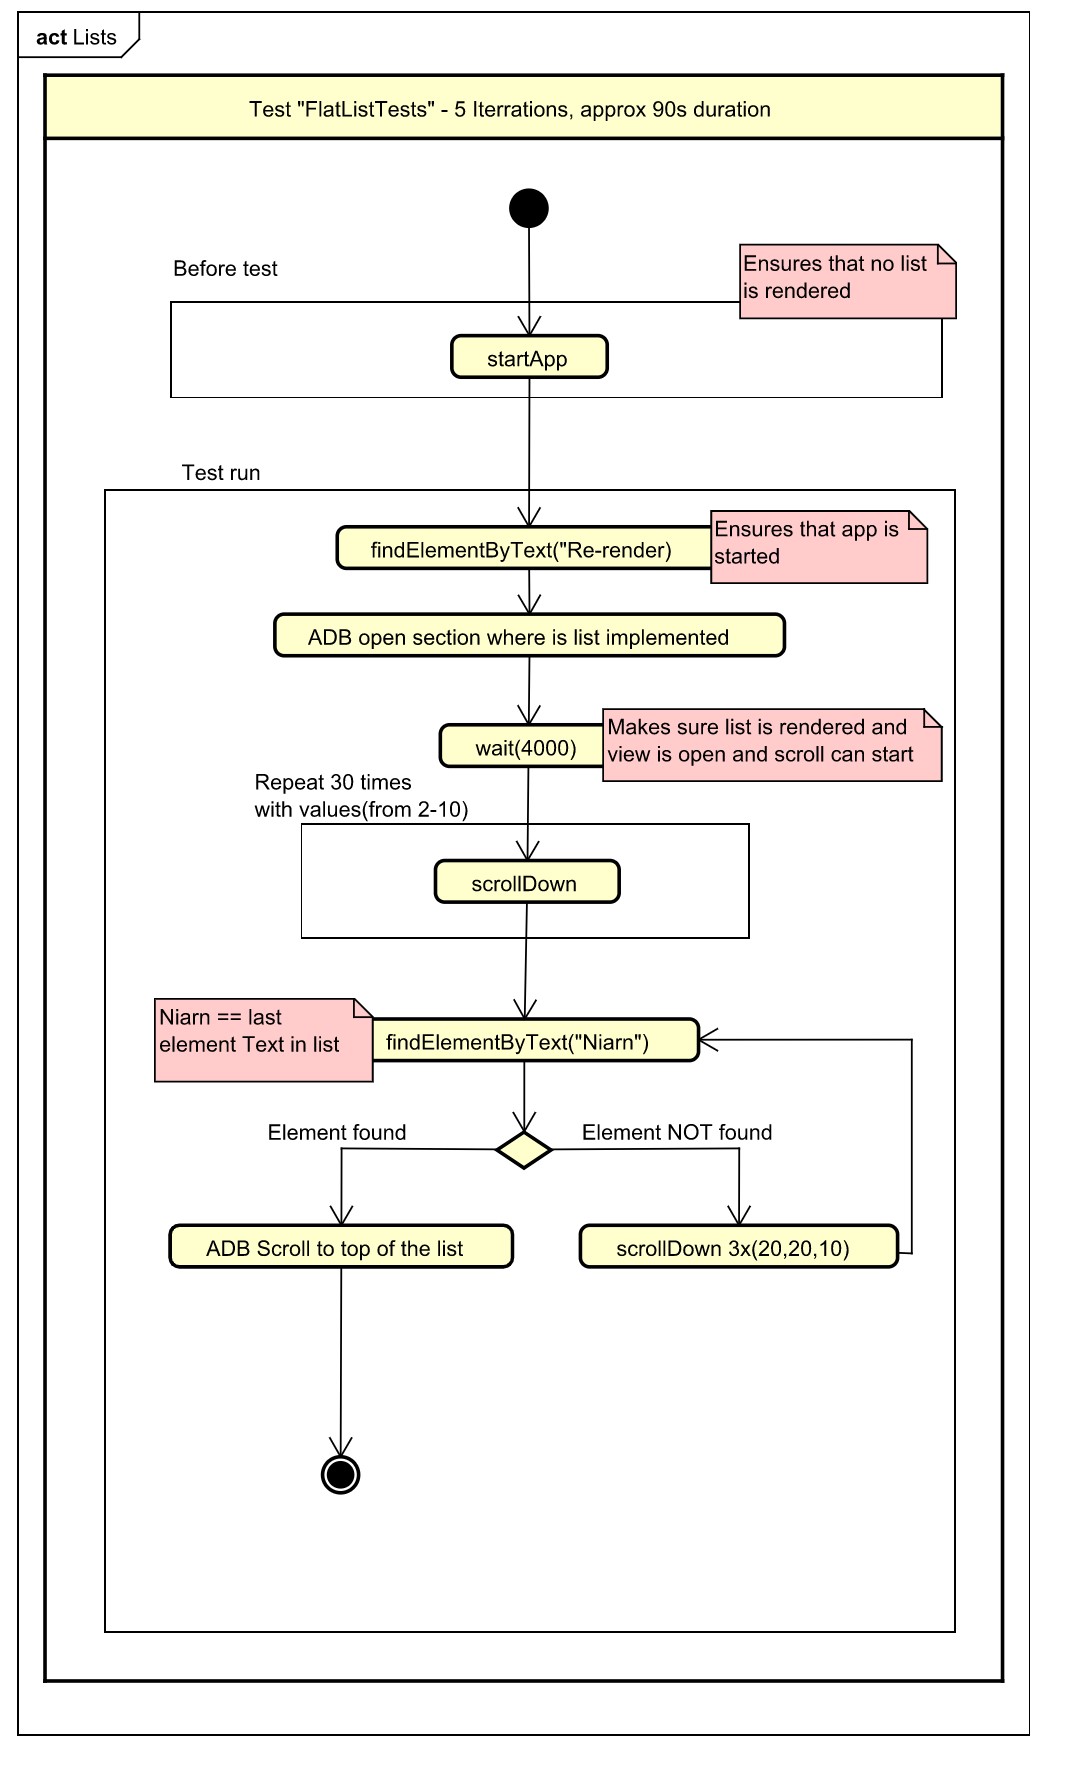 act Lists
Test "FlatListTests" - 5 Iterrations, approx 90s duration
Before test
Ensures that no list
is rendered
startApp
Test run
findElementByText("Re-render)
Ensures that app is
started
ADB open section where is list implemented
wait(4000)
Makes sure list is rendered and
view is open and scroll can start
Repeat 30 times
with values(from 2-10)
scrollDown
Niarn == last
element Text in list
findElementByText("Niarn")
Element found
Element NOT found
ADB Scroll to top of the list
scrollDown 3x(20,20,10)